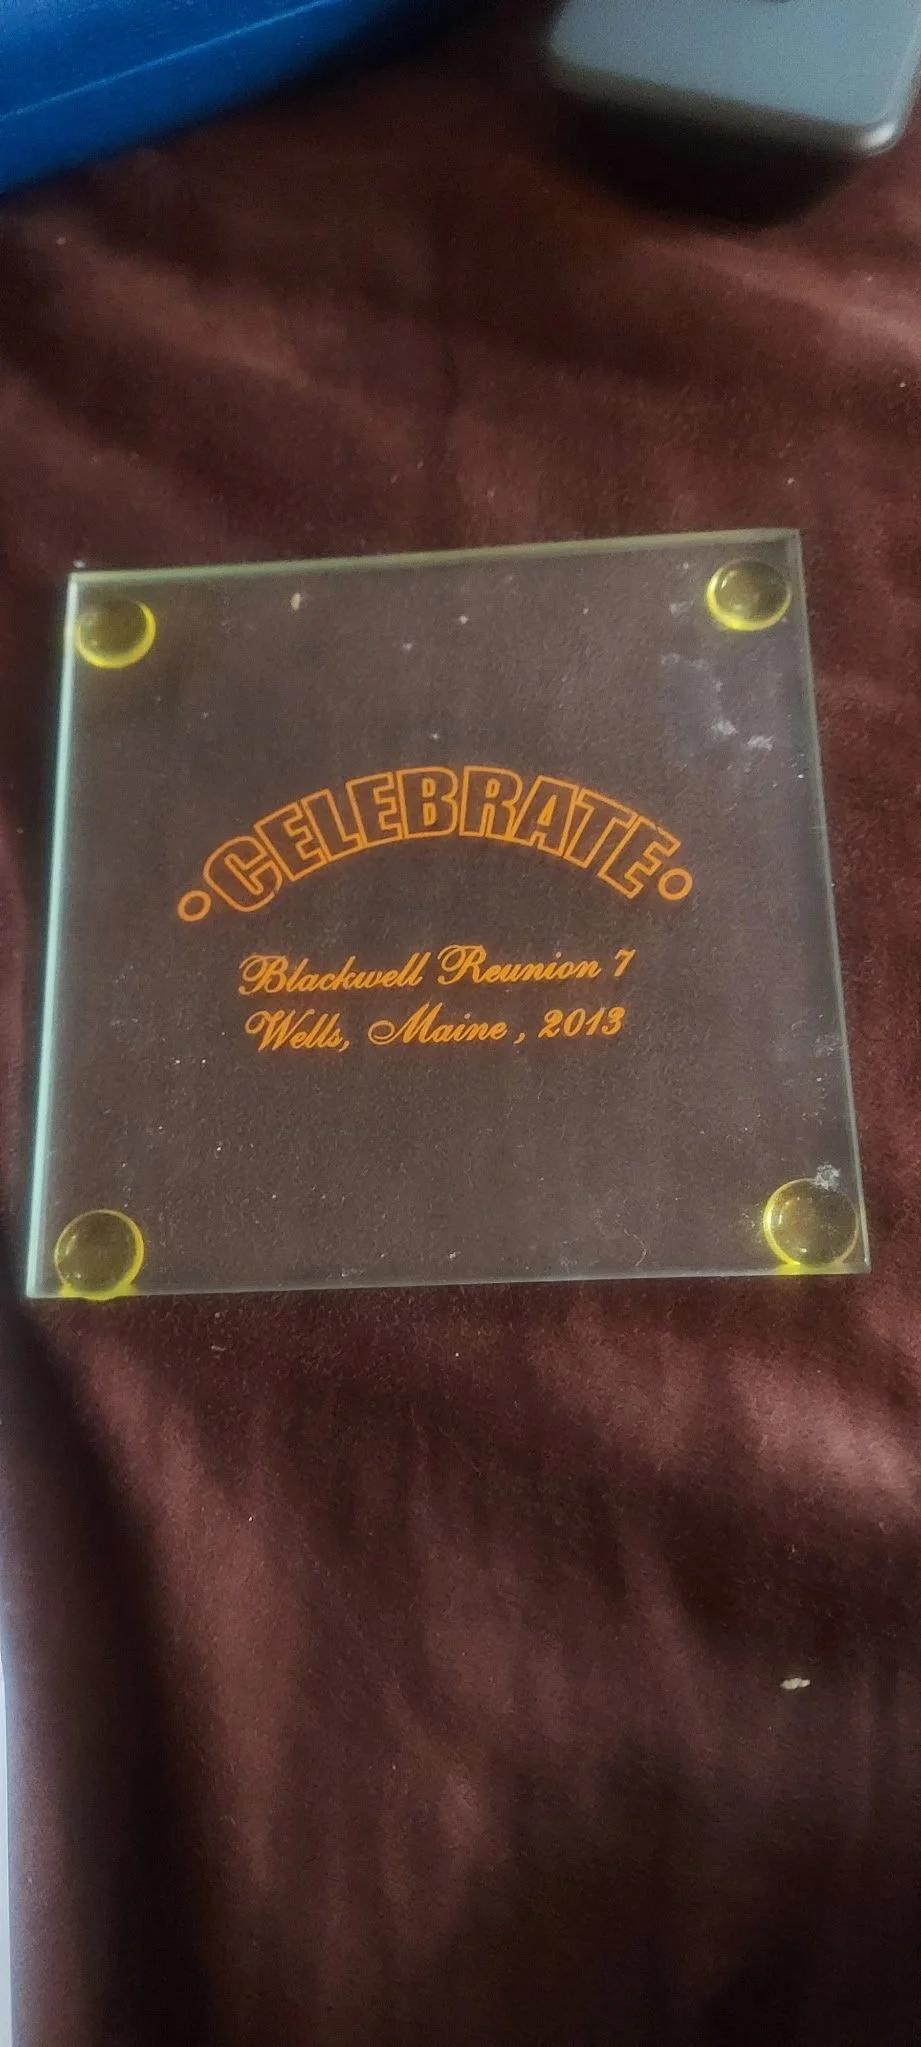 CELEBRATE
Blackwell Reunion 7
Wells, Maine , 2013